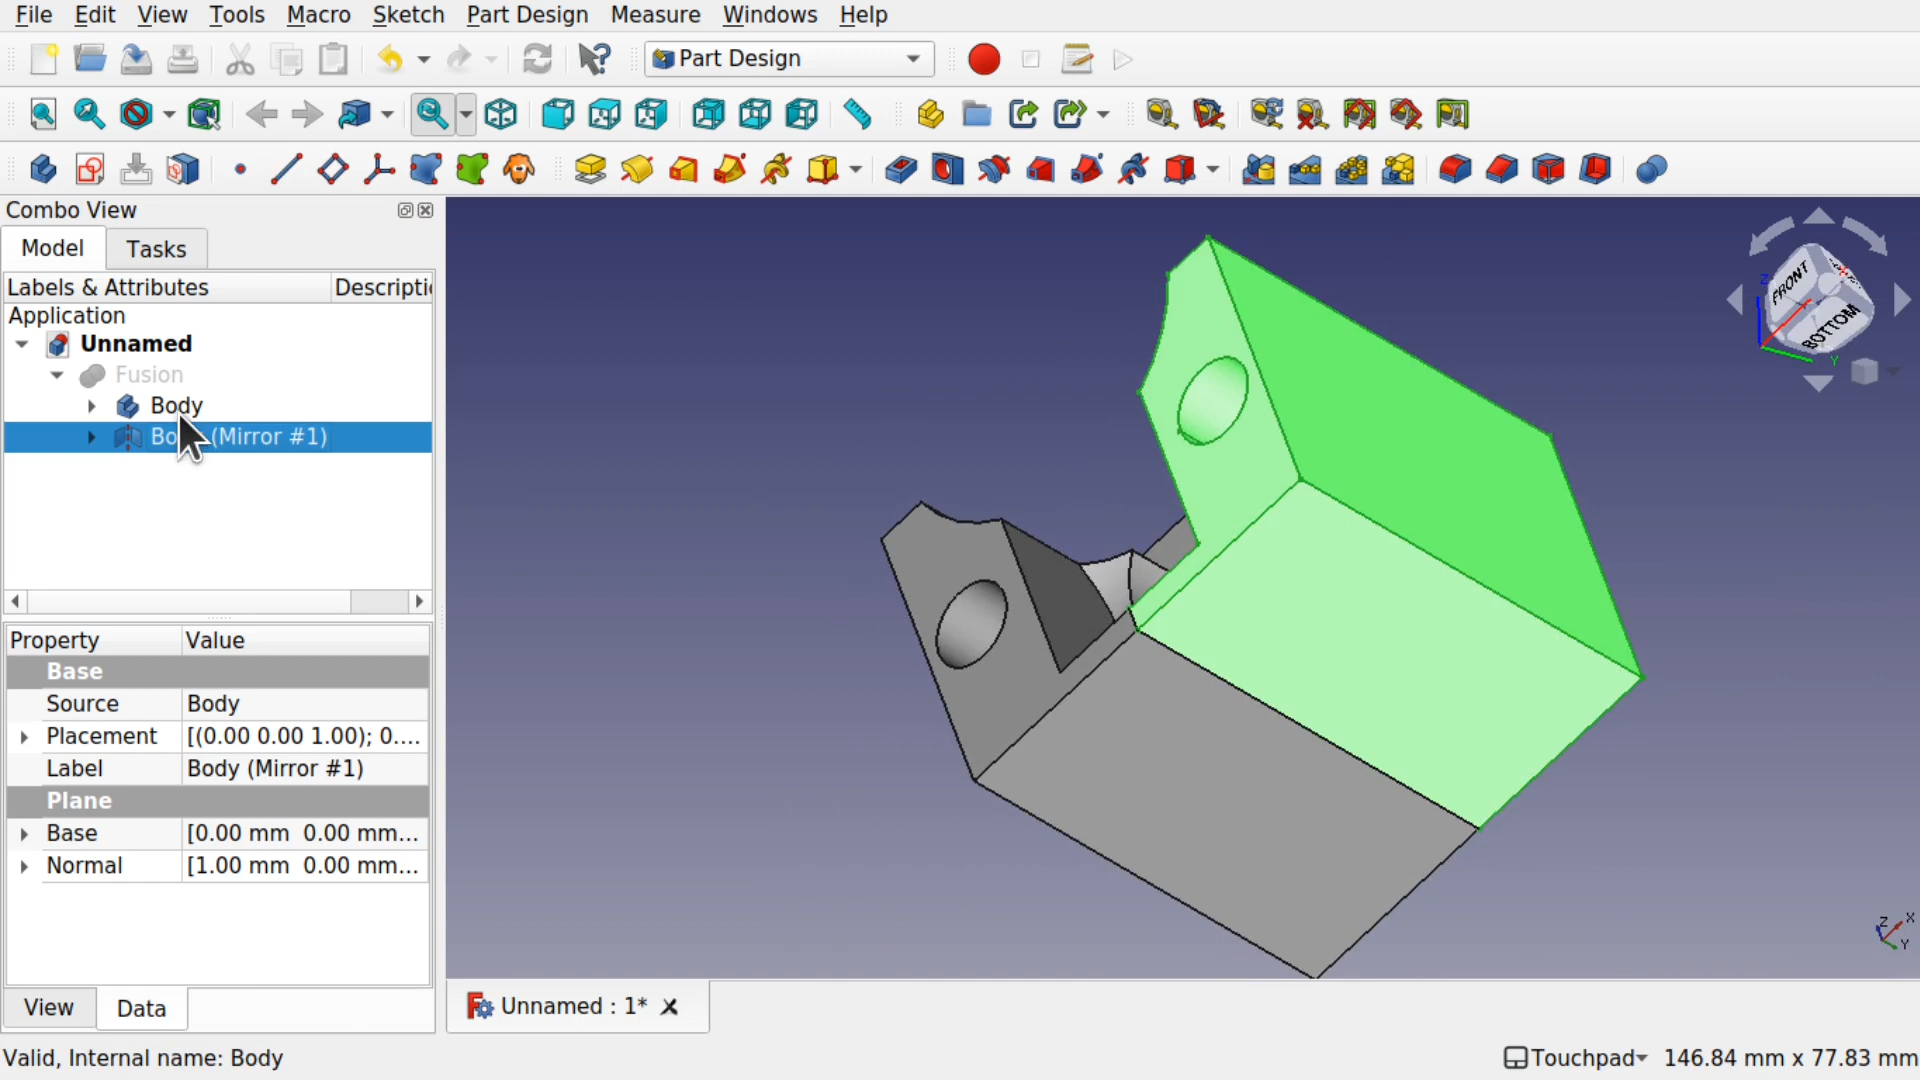 File Edit View Tools Macro Sketch Part Design Measure Windows Help
Part Design
Combo View
Model Tasks
Labels & Attributes Descripti
Application
Unnamed
Fusion
Body
(Mirror #1)
Property Value
Base
Source Body
Placement [(0.00 0.00 1.00); 0....
Label Body (Mirror #1)
Plane
Base [0.00 mm 0.00 mm...
Normal [1.00 mm 0.00 mm...
View Data
Unnamed : 1*
Valid, Internal name: Body
Touchpad 146.84 mm x 77.83 mm
FRONT
BOTTOM
Z
Y
Z X
Y